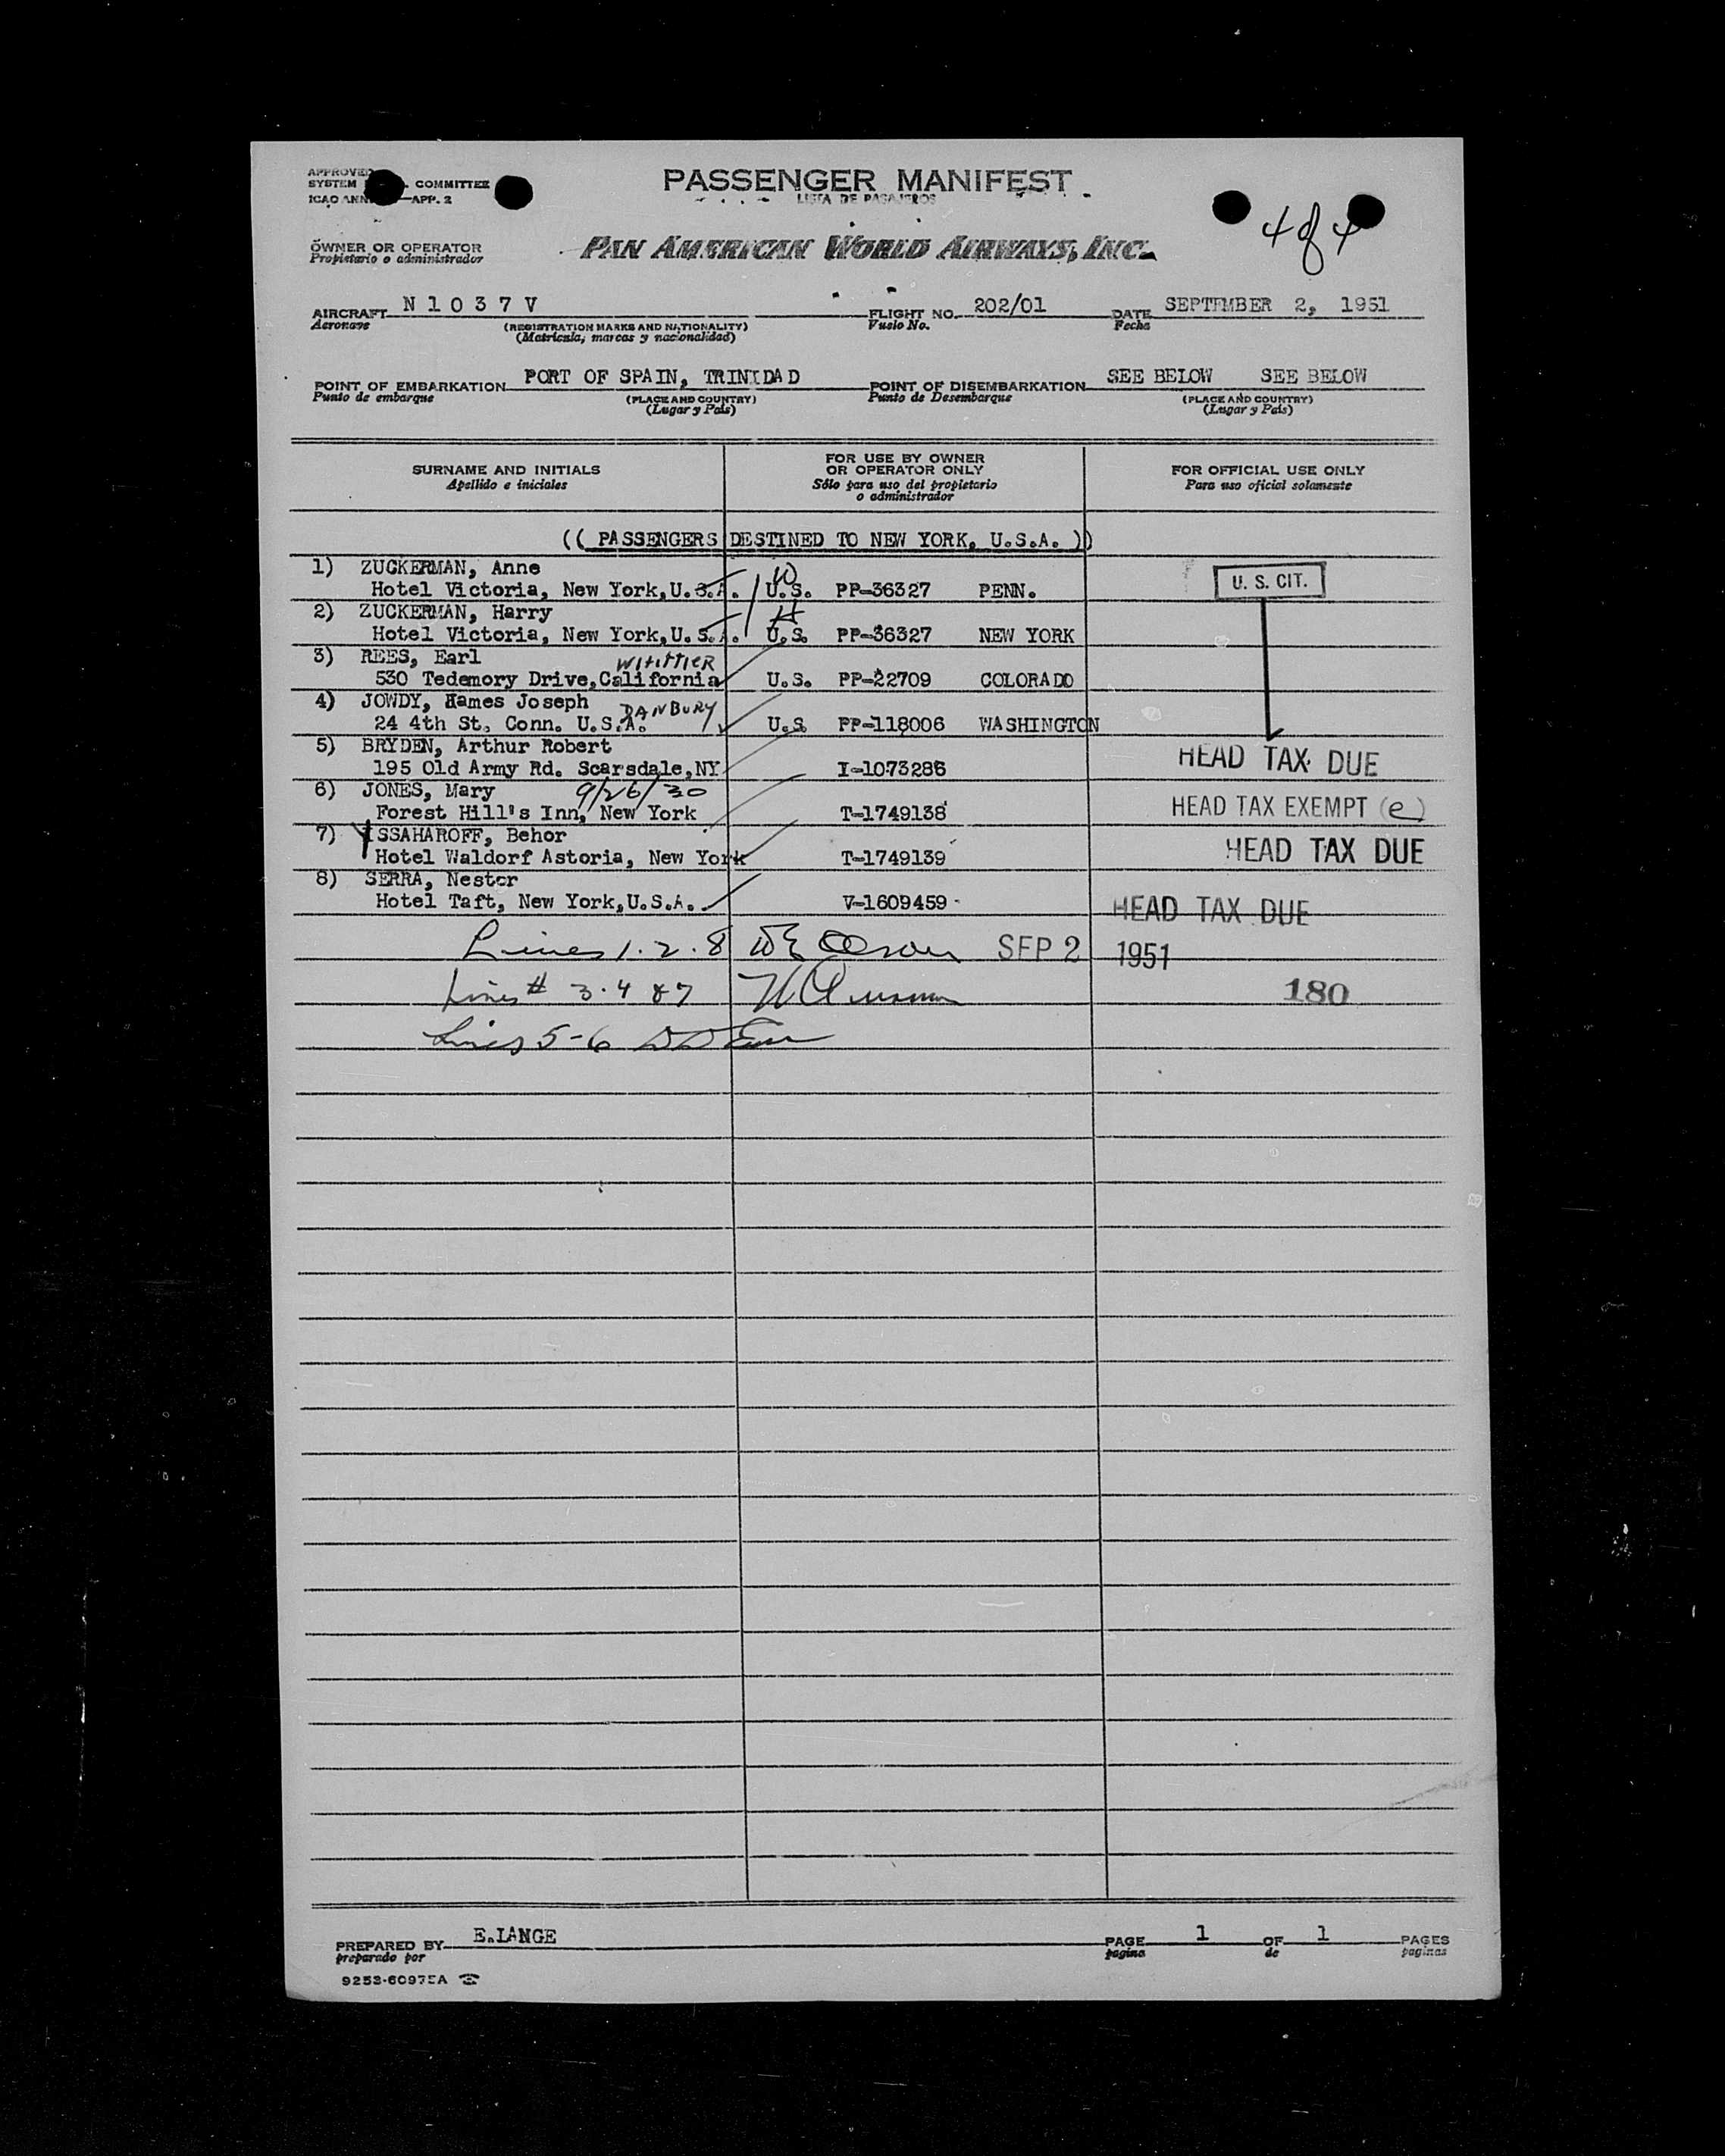 APPROVED
SYSTEM COMMITTEE
ICAO ANN — APP. 2
PASSENGER MANIFEST
LISTA DE PASAJEROS
4 of 4
OWNER OR OPERATOR
Propietario o administrador
PAN AMERICAN WORLD AIRWAYS, INC.
AIRCRAFT N 1 0 3 7 V FLIGHT NO. 202/01 DATE SEPTEMBER 2, 1951
Aeronave (REGISTRATION MARKS AND NATIONALITY) Vuelo No. Fecha
(Matricula, marcas y nacionalidad)
POINT OF EMBARKATION PORT OF SPAIN, TRINIDAD POINT OF DISEMBARKATION SEE BELOW SEE BELOW
Punto de embarque (PLACE AND COUNTRY) Punto de Desembarque (PLACE AND COUNTRY)
(Lugar y País) (Lugar y País)
SURNAME AND INITIALS
Apellido e iniciales
FOR USE BY OWNER
OR OPERATOR ONLY
Sólo para uso del propietario
o administrador
FOR OFFICIAL USE ONLY
Para uso oficial solamente
(( PASSENGERS DESTINED TO NEW YORK, U.S.A. ))
1) ZUCKERMAN, Anne W
Hotel Victoria, New York,U.S.A. U.S. PP-36327 PENN. U. S. CIT.
2) ZUCKERMAN, Harry H
Hotel Victoria, New York,U.S.A. U.S. PP-36327 NEW YORK
3) REES, Earl WHITTIER
530 Tedemory Drive,California U.S. PP-22709 COLORADO
4) JOWDY, Hames Joseph DANBURY
24 4th St., Conn. U.S.A. U.S. PP-118006 WASHINGTON
5) BRYDEN, Arthur Robert
195 Old Army Rd. Scarsdale,NY I-1073286 HEAD TAX DUE
6) JONES, Mary 9/26/30
Forest Hill's Inn, New York T-1749138 HEAD TAX EXEMPT (e)
7) YSSAHAROFF, Behor
Hotel Waldorf Astoria, New York T-1749139 HEAD TAX DUE
8) SERRA, Nestor
Hotel Taft, New York,U.S.A. V-1609459 HEAD TAX DUE
Lines 1.2.8 SEP 2 1951
Lines # 3.4 & 7 180
Lines 5-6
PREPARED BY E.LANGE PAGE 1 OF 1 PAGES
preparado por pagina de paginas
9253-6097EA